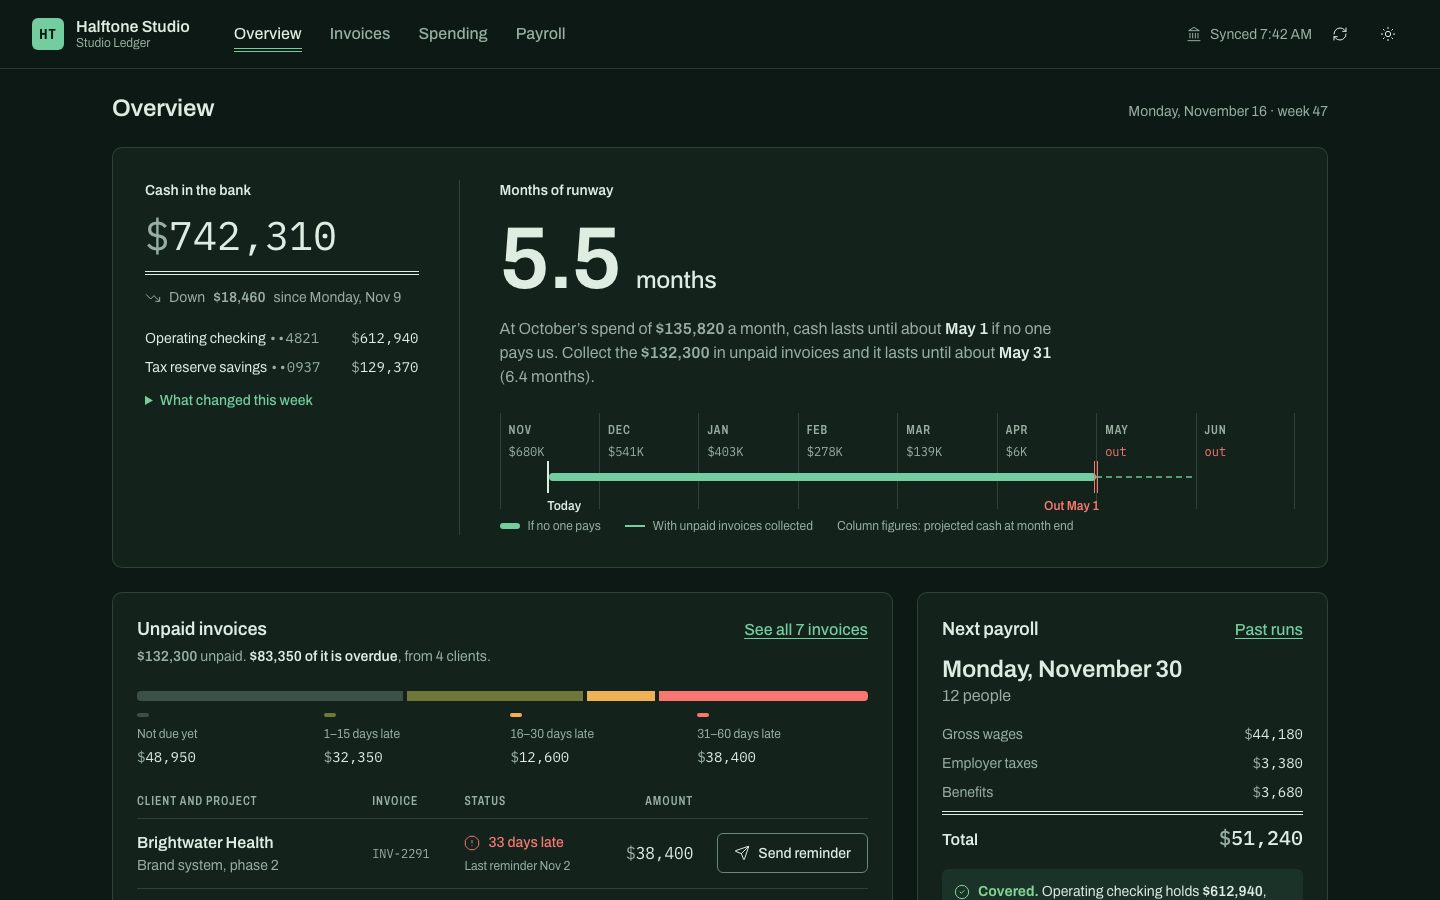 HT
Halftone Studio
Studio Ledger
Overview
Invoices
Spending
Payroll
Synced 7:42 AM
Overview
Monday, November 16 · week 47
Cash in the bank
$742,310
Down $18,460 since Monday, Nov 9
Operating checking ••4821 $612,940
Tax reserve savings ••0937 $129,370
What changed this week
Months of runway
5.5 months
At October’s spend of $135,820 a month, cash lasts until about May 1 if no one
pays us. Collect the $132,300 in unpaid invoices and it lasts until about May 31
(6.4 months).
NOV DEC JAN FEB MAR APR MAY JUN
$680K $541K $403K $278K $139K $6K out out
Today Out May 1
If no one pays With unpaid invoices collected Column figures: projected cash at month end
Unpaid invoices
See all 7 invoices
$132,300 unpaid. $83,350 of it is overdue, from 4 clients.
Not due yet 1–15 days late 16–30 days late 31–60 days late
$48,950 $32,350 $12,600 $38,400
CLIENT AND PROJECT INVOICE STATUS AMOUNT
Brightwater Health
Brand system, phase 2
INV-2291
33 days late
Last reminder Nov 2
$38,400
Send reminder
Next payroll
Past runs
Monday, November 30
12 people
Gross wages $44,180
Employer taxes $3,380
Benefits $3,680
Total $51,240
Covered. Operating checking holds $612,940,